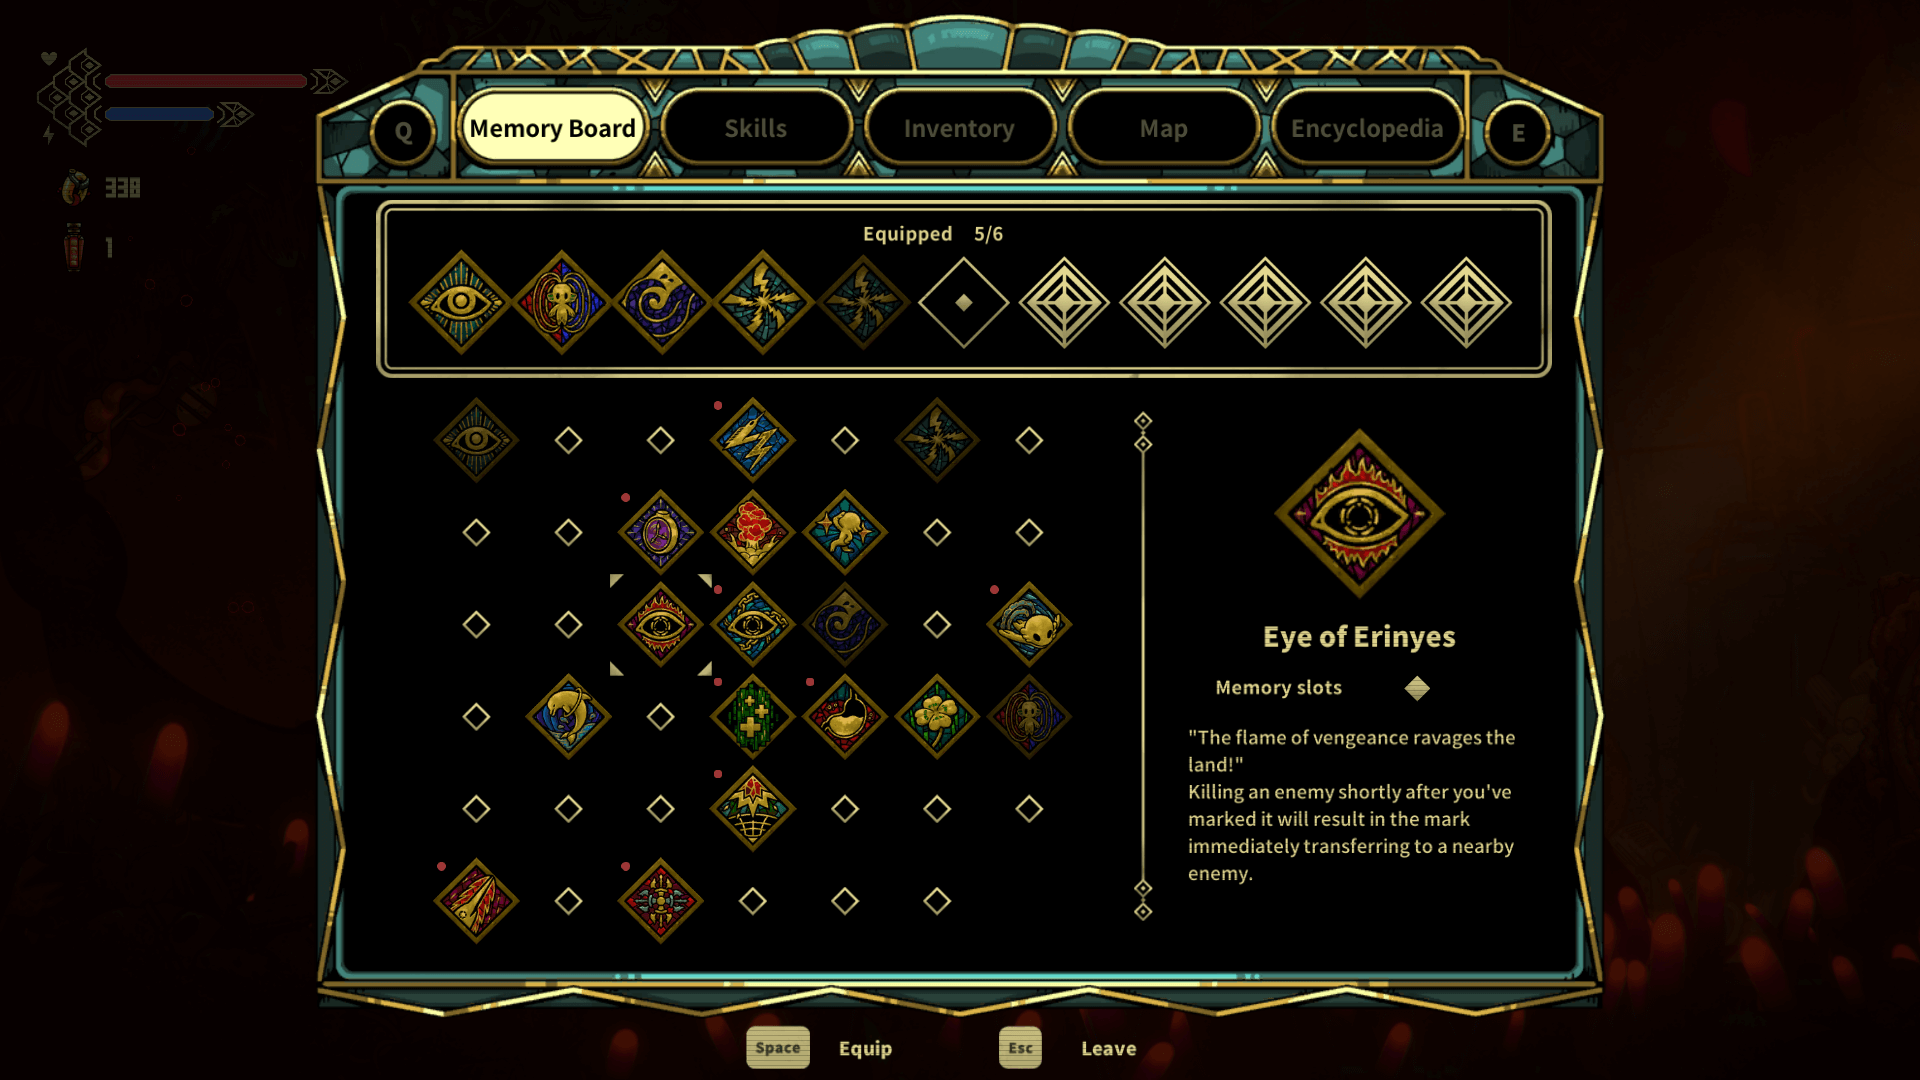 Q
Memory Board
Skills
Inventory
Map
Encyclopedia
E
338
1
Equipped 5/6
Eye of Erinyes
Memory slots
"The flame of vengeance ravages the
land!"
Killing an enemy shortly after you've
marked it will result in the mark
immediately transferring to a nearby
enemy.
Space Equip
Esc Leave